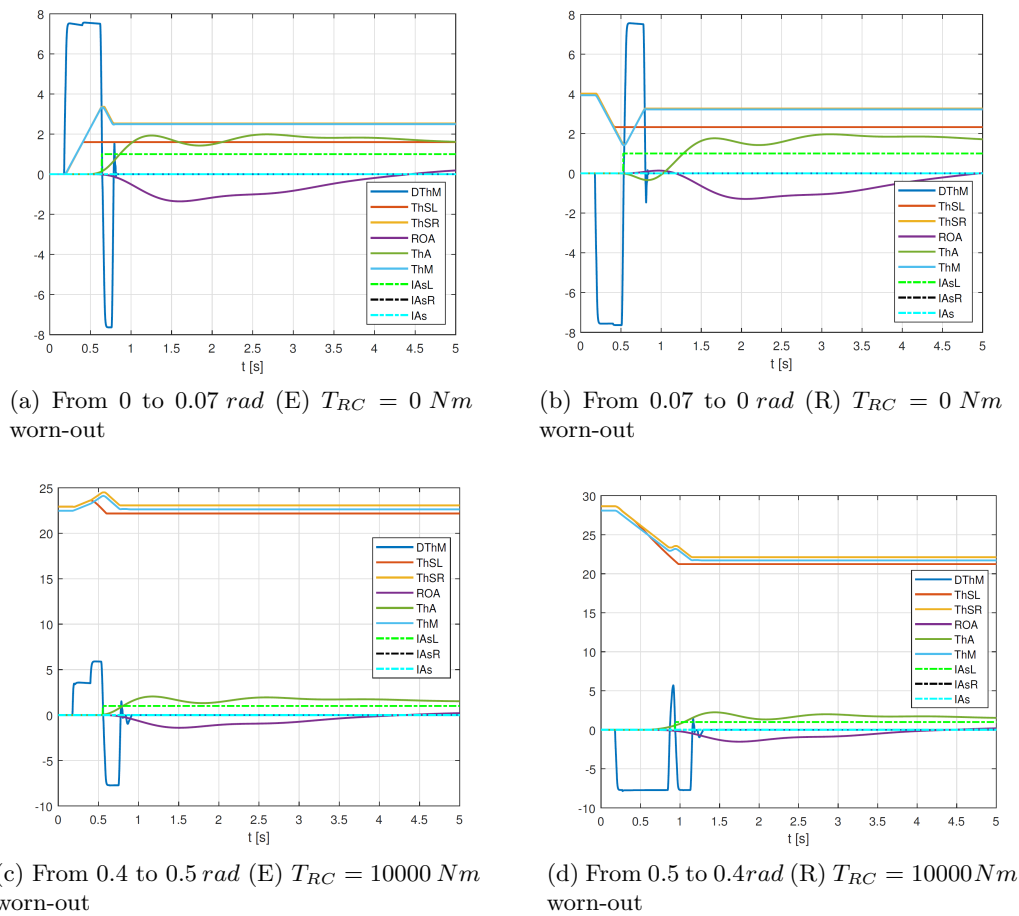 8
6
4
2
0
-2
-4
-6
-8
0 0.5 1 1.5 2 2.5 3 3.5 4 4.5 5
t [s]
DThM
ThSL
ThSR
ROA
ThA
ThM
IAsL
IAsR
IAs
(a) From 0 to 0.07 rad (E) T_RC = 0 Nm
worn-out
8
6
4
2
0
-2
-4
-6
-8
0 0.5 1 1.5 2 2.5 3 3.5 4 4.5 5
t [s]
DThM
ThSL
ThSR
ROA
ThA
ThM
IAsL
IAsR
IAs
(b) From 0.07 to 0 rad (R) T_RC = 0 Nm
worn-out
25
20
15
10
5
0
-5
-10
0 0.5 1 1.5 2 2.5 3 3.5 4 4.5 5
t [s]
DThM
ThSL
ThSR
ROA
ThA
ThM
IAsL
IAsR
IAs
(c) From 0.4 to 0.5 rad (E) T_RC = 10000 Nm
worn-out
30
25
20
15
10
5
0
-5
-10
0 0.5 1 1.5 2 2.5 3 3.5 4 4.5 5
t [s]
DThM
ThSL
ThSR
ROA
ThA
ThM
IAsL
IAsR
IAs
(d) From 0.5 to 0.4rad (R) T_RC = 10000Nm
worn-out